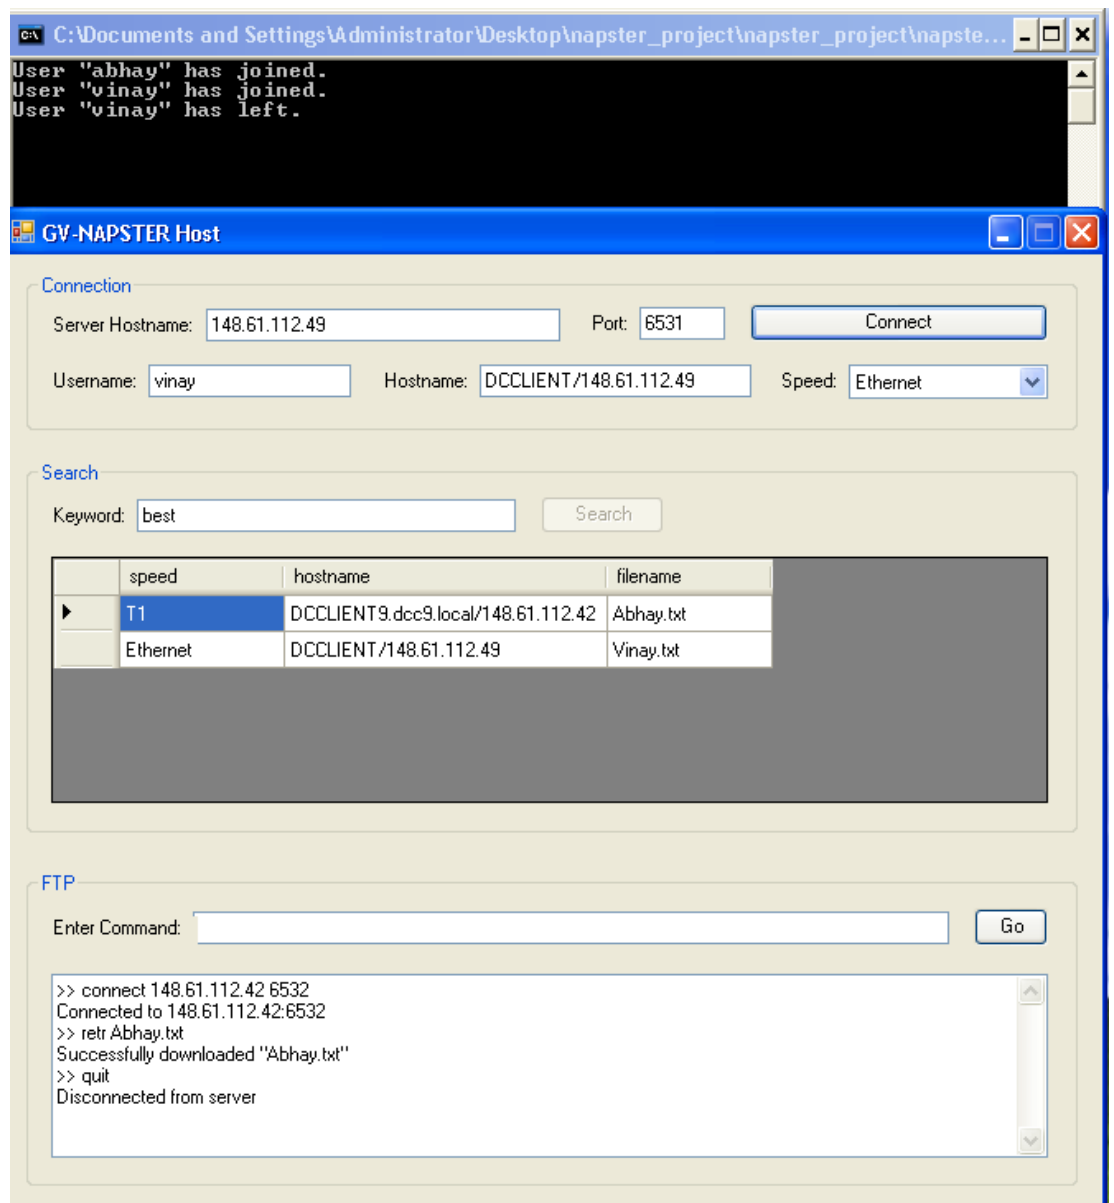 C:\Documents and Settings\Administrator\Desktop\napster_project\napster_project\napste...
User "abhay" has joined.
User "vinay" has joined.
User "vinay" has left.
GV-NAPSTER Host
Connection
Server Hostname: 148.61.112.49 Port: 6531 Connect
Username: vinay Hostname: DCCLIENT/148.61.112.49 Speed: Ethernet
Search
Keyword: best Search
speed hostname filename
T1 DCCLIENT9.dcc9.local/148.61.112.42 Abhay.txt
Ethernet DCCLIENT/148.61.112.49 Vinay.txt
FTP
Enter Command: Go
>> connect 148.61.112.42 6532
Connected to 148.61.112.42:6532
>> retr Abhay.txt
Successfully downloaded "Abhay.txt"
>> quit
Disconnected from server